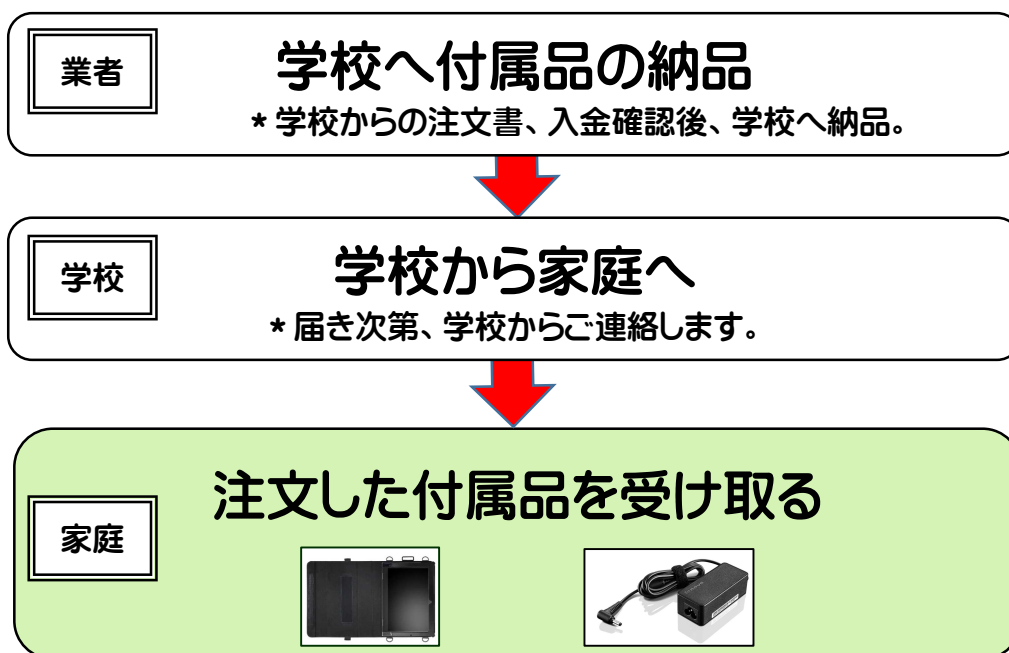 業者
学校へ付属品の納品
*学校からの注文書、入金確認後、学校へ納品。
学校
学校から家庭へ
*届き次第、学校からご連絡します。
注文した付属品を受け取る
家庭